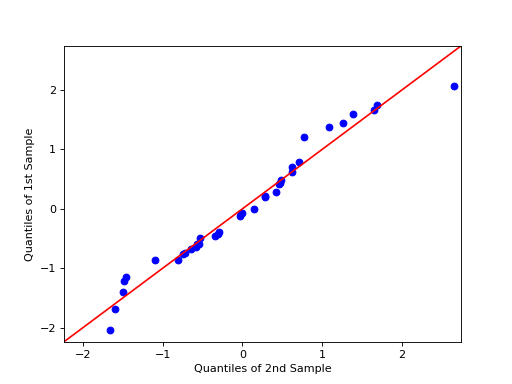 2
1
0
−1
−2
Quantiles of 1st Sample
−2 −1 0 1 2
Quantiles of 2nd Sample